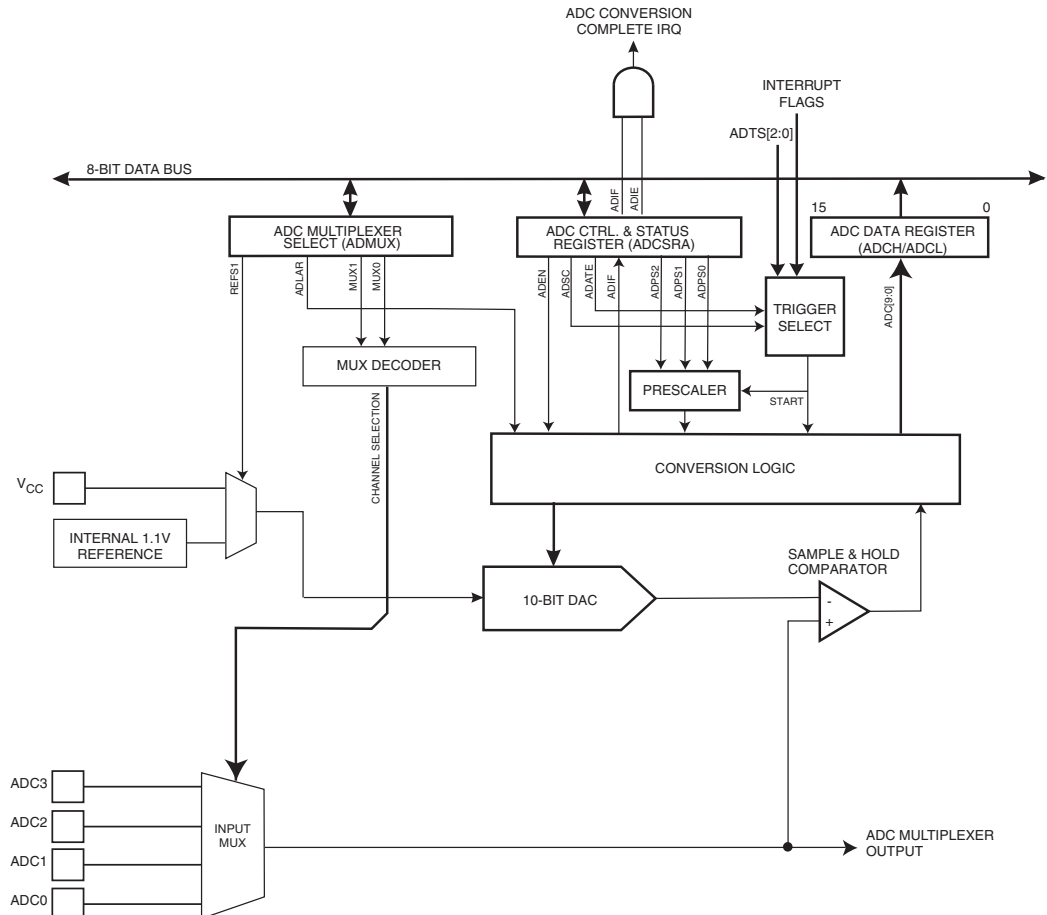 ADC CONVERSION
COMPLETE IRQ
INTERRUPT
FLAGS
ADTS[2:0]
8-BIT DATA BUS
ADIF
ADIE
15
0
ADC MULTIPLEXER
SELECT (ADMUX)
ADC CTRL. & STATUS
REGISTER (ADCSRA)
ADC DATA REGISTER
(ADCH/ADCL)
REFS1
ADLAR
MUX1
MUX0
ADEN
ADSC
ADATE
ADIF
ADPS2
ADPS1
ADPS0
ADC[9:0]
TRIGGER
SELECT
MUX DECODER
PRESCALER
START
CHANNEL SELECTION
CONVERSION LOGIC
VCC
INTERNAL 1.1V
REFERENCE
SAMPLE & HOLD
COMPARATOR
10-BIT DAC
-
+
ADC3
ADC2
ADC1
ADC0
INPUT
MUX
ADC MULTIPLEXER
OUTPUT